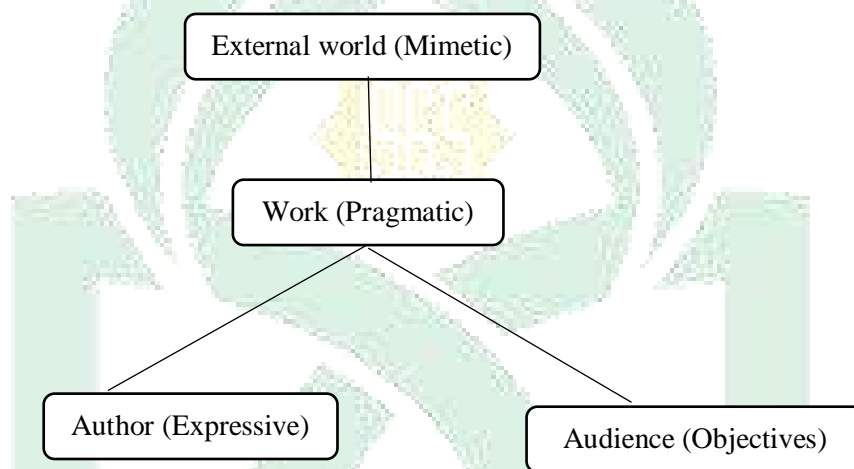 External world (Mimetic)
Work (Pragmatic)
Author (Expressive)
Audience (Objectives)